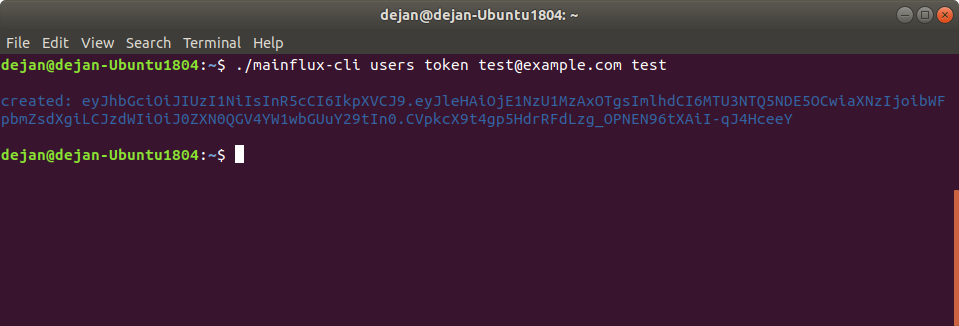 dejan@dejan-Ubuntu1804: ~
File Edit View Search Terminal Help
dejan@dejan-Ubuntu1804:~$ ./mainflux-cli users token test@example.com test
created: eyJhbGciOiJIUzI1NiIsInR5cCI6IkpXVCJ9.eyJleHAiOjE1NzU1MzAxOTgsImlhdCI6MTU3NTQ5NDE5OCwiaXNzIjoibWF
pbmZsdXgiLCJzdWIiOiJ0ZXN0QGV4YW1wbGUuY29tIn0.CVpkcX9t4gp5HdrRFdLzg_OPNEN96tXAiI-qJ4HceeY
dejan@dejan-Ubuntu1804:~$